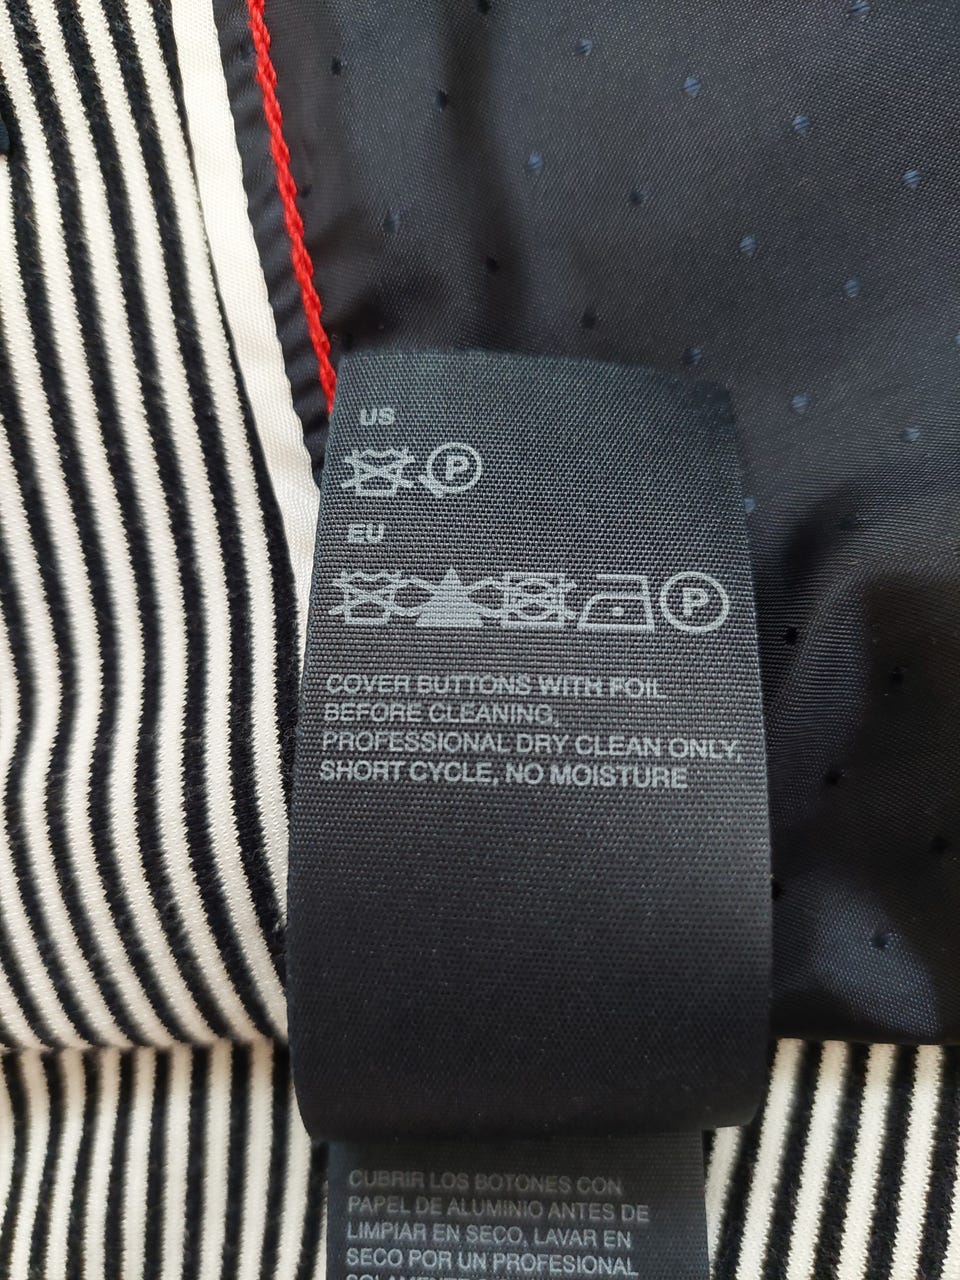 US
P
EU
P
COVER BUTTONS WITH FOIL
BEFORE CLEANING,
PROFESSIONAL DRY CLEAN ONLY,
SHORT CYCLE, NO MOISTURE
CUBRIR LOS BOTONES CON
PAPEL DE ALUMINIO ANTES DE
LIMPIAR EN SECO, LAVAR EN
SECO POR UN PROFESIONAL